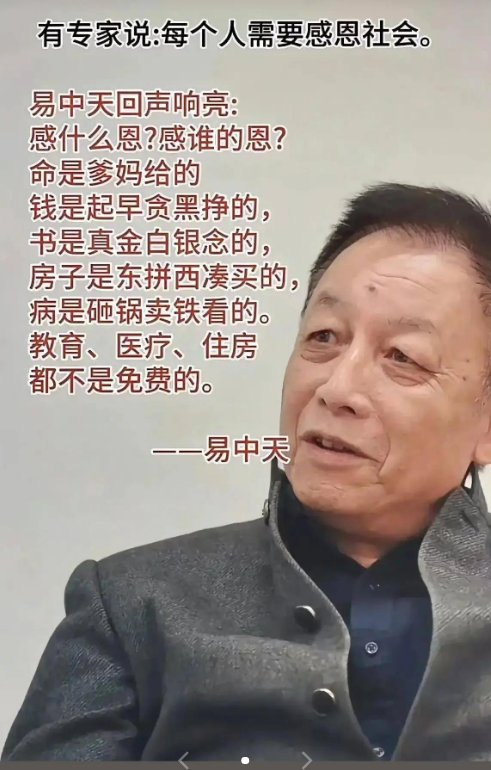 有专家说:每个人需要感恩社会。
易中天回声响亮:
感什么恩?感谁的恩?
命是爹妈给的
钱是起早贪黑挣的，
书是真金白银念的，
房子是东拼西凑买的，
病是砸锅卖铁看的。
教育、医疗、住房
都不是免费的。
——易中天